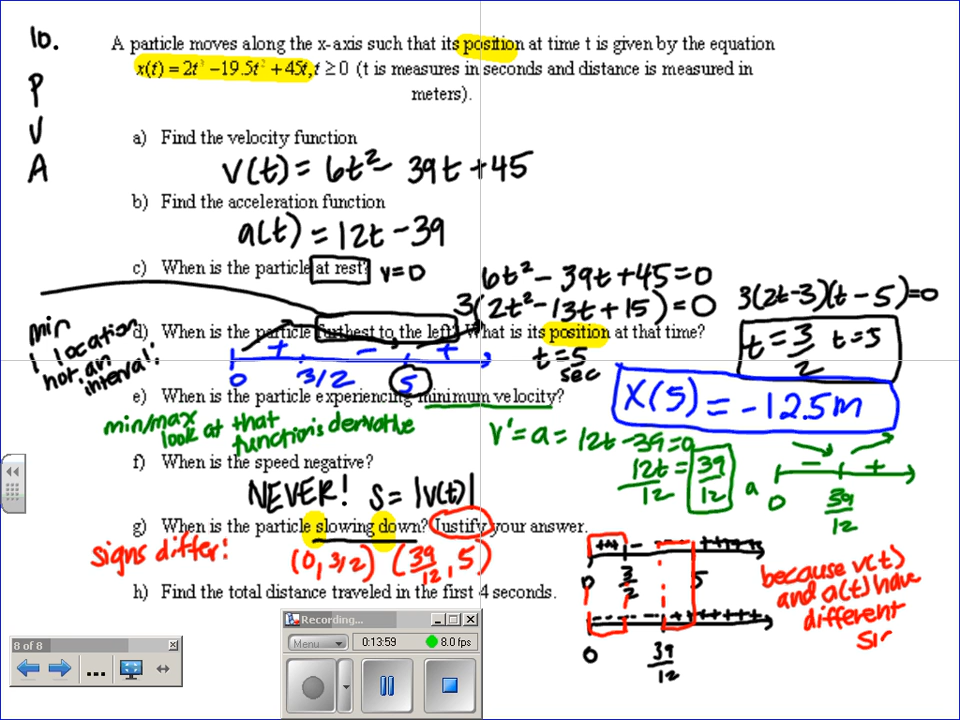 10.
A particle moves along the x-axis such that its position at time t is given by the equation
x(t) = 2t³ −19.5t² +45t, t ≥ 0 (t is measures in seconds and distance is measured in
meters).
P
V
A
a) Find the velocity function
v(t) = 6t² - 39t + 45
b) Find the acceleration function
a(t) = 12t - 39
c) When is the particle at rest? v = 0
6t² - 39t + 45 = 0
3(2t² - 13t + 15) = 0
3(2t - 3)(t - 5) = 0
t = 3/2 t = 5
d) When is the particle furthest to the left? What is its position at that time?
min
1 location
not an
interval!
+ - +
0 3/2 5
t = 5
sec
X(5) = -12.5m
e) When is the particle experiencing minimum velocity?
min/max
look at that
function's derivative
v' = a = 12t - 39 = 0
12t = 39
12 12
a
- +
0 39/12
f) When is the speed negative?
NEVER! S = |v(t)|
g) When is the particle slowing down? Justify your answer.
signs differ!
(0, 3/2) (39/12, 5)
+++ - --- +++++++
0 3/2 5
---- --- +++++++++
0 39/12
because v(t)
and a(t) have
different
si
h) Find the total distance traveled in the first 4 seconds.
Recording...
Menu 0:13:59 8.0 fps
8 of 8